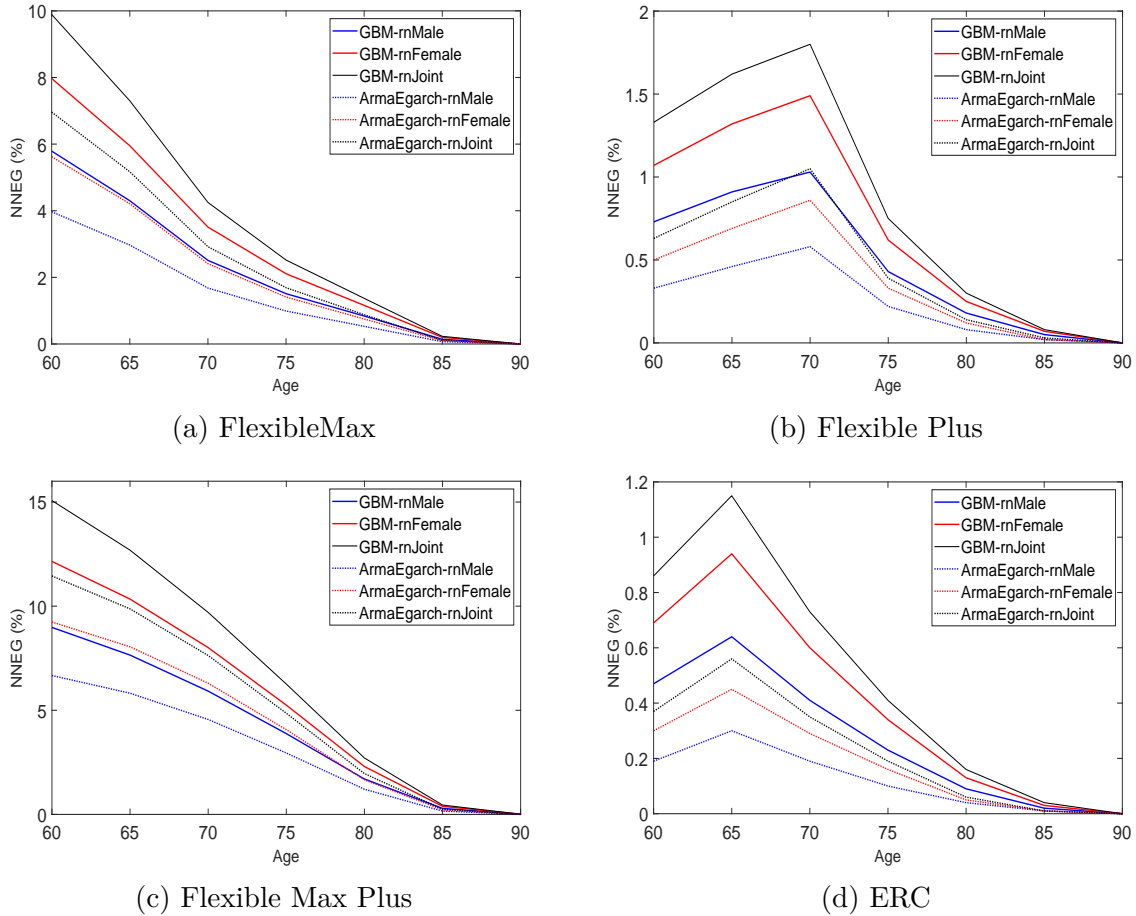 10
8
6
4
2
0
NNEG (%)
GBM-rnMale
GBM-rnFemale
GBM-rnJoint
ArmaEgarch-rnMale
ArmaEgarch-rnFemale
ArmaEgarch-rnJoint
60 65 70 75 80 85 90
Age
(a) FlexibleMax
2
1.5
1
0.5
0
NNEG (%)
GBM-rnMale
GBM-rnFemale
GBM-rnJoint
ArmaEgarch-rnMale
ArmaEgarch-rnFemale
ArmaEgarch-rnJoint
60 65 70 75 80 85 90
Age
(b) Flexible Plus
15
10
5
0
NNEG (%)
GBM-rnMale
GBM-rnFemale
GBM-rnJoint
ArmaEgarch-rnMale
ArmaEgarch-rnFemale
ArmaEgarch-rnJoint
60 65 70 75 80 85 90
Age
(c) Flexible Max Plus
1.2
1
0.8
0.6
0.4
0.2
0
NNEG (%)
GBM-rnMale
GBM-rnFemale
GBM-rnJoint
ArmaEgarch-rnMale
ArmaEgarch-rnFemale
ArmaEgarch-rnJoint
60 65 70 75 80 85 90
Age
(d) ERC